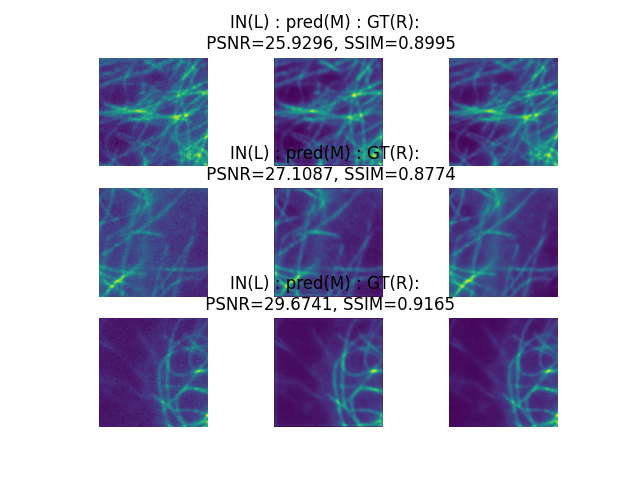 IN(L) : pred(M) : GT(R):
PSNR=25.9296, SSIM=0.8995
IN(L) : pred(M) : GT(R):
PSNR=27.1087, SSIM=0.8774
IN(L) : pred(M) : GT(R):
PSNR=29.6741, SSIM=0.9165